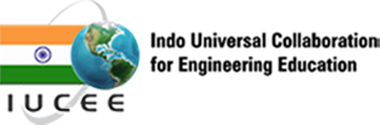 Indo Universal Collaboration
for Engineering Education
IUCEE